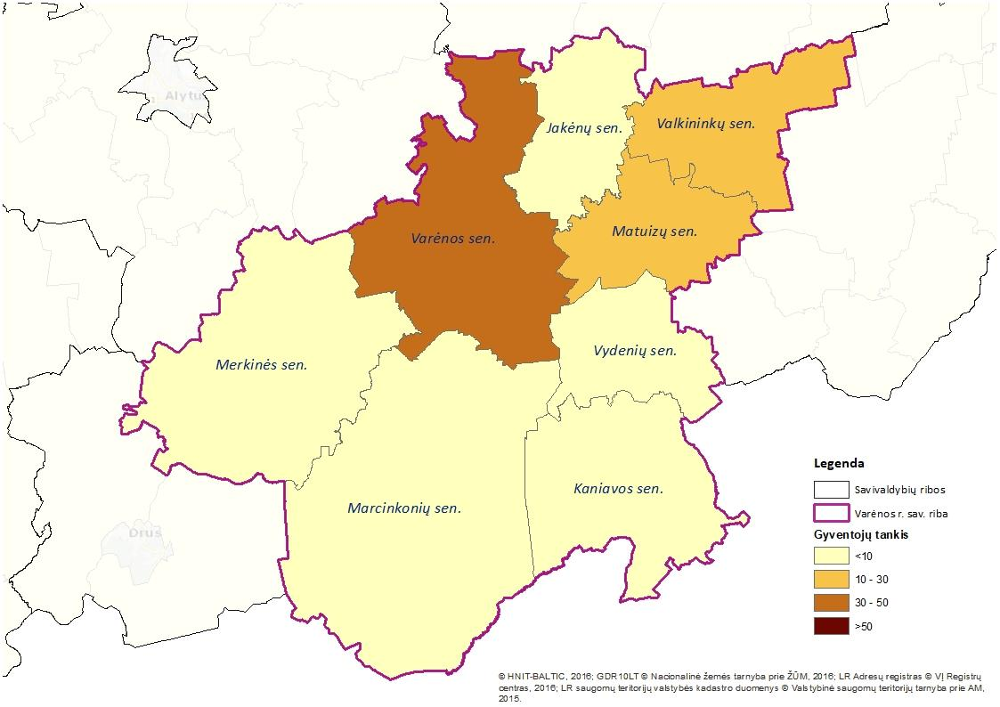 Alytu
Jakėnų sen.
Valkininkų sen.
Varėnos sen.
Matuizų sen.
Merkinės sen.
Vydenių sen.
Marcinkonių sen.
Kaniavos sen.
Drus
Legenda
Savivaldybių ribos
Varėnos r. sav. riba
Gyventojų tankis
<10
10 - 30
30 - 50
>50
© HNIT-BALTIC, 2016; GDR10LT © Nacionalinė žemės tarnyba prie ŽŪM, 2016; LR Adresų registras © VĮ Registrų
centras, 2016; LR saugomų teritorijų valstybės kadastro duomenys © Valstybinė saugomų teritorijų tarnyba prie AM,
2015.